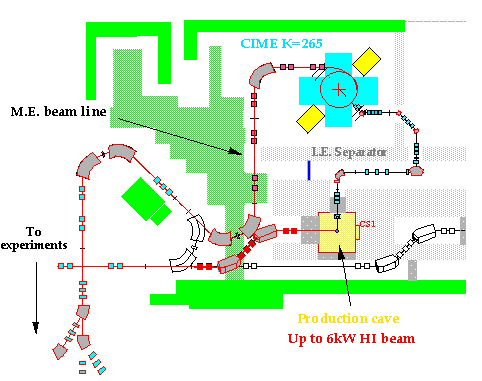 CIME K=265
M.E. beam line
I.E. Separator
To
experiments
CS1
Production cave
Up to 6kW HI beam